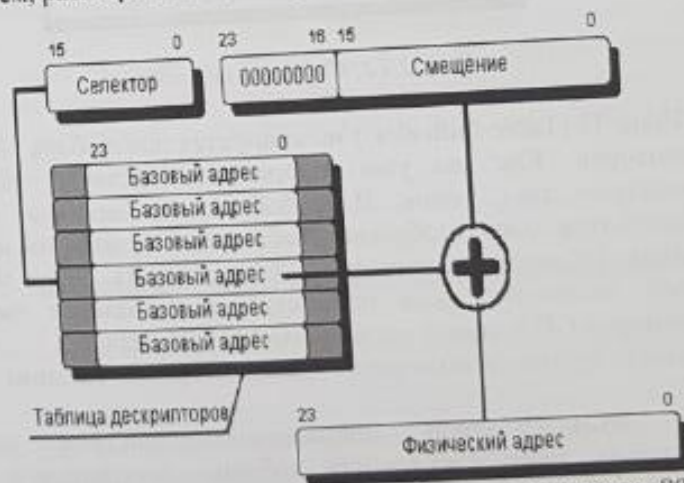 15 0 23 16 15 0
Селектор
00000000
Смещение
23 0
Базовый адрес
Базовый адрес
Базовый адрес
Базовый адрес
Базовый адрес
Базовый адрес
Таблица дескрипторов
23 0
Физический адрес